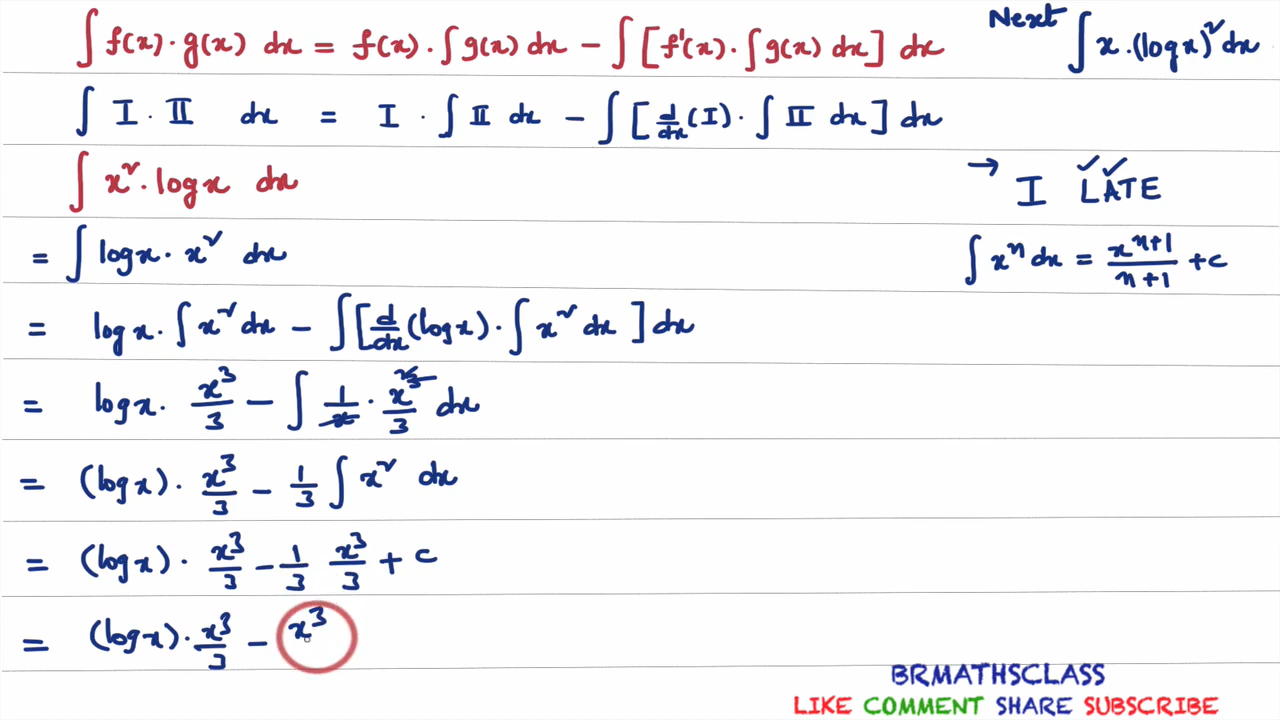 ∫ f(x)·g(x) dx = f(x)·∫ g(x) dx − ∫ [f'(x)·∫ g(x) dx] dx
Next ∫ x·(log x)² dx
∫ I · II dx = I · ∫ II dx − ∫ [d/dx (I)·∫ II dx] dx
∫ x²·log x dx
→ I LATE
= ∫ log x · x² dx
∫ xⁿ dx = xⁿ⁺¹/n+1 + c
= log x · ∫ x² dx − ∫ [d/dx (log x)·∫ x² dx] dx
= log x · x³/3 − ∫ 1/x · x³/3 dx
= (log x) · x³/3 − 1/3 ∫ x² dx
= (log x) · x³/3 − 1/3 x³/3 + c
= (log x) · x³/3 − x³
BRMATHSCLASS
LIKE COMMENT SHARE SUBSCRIBE